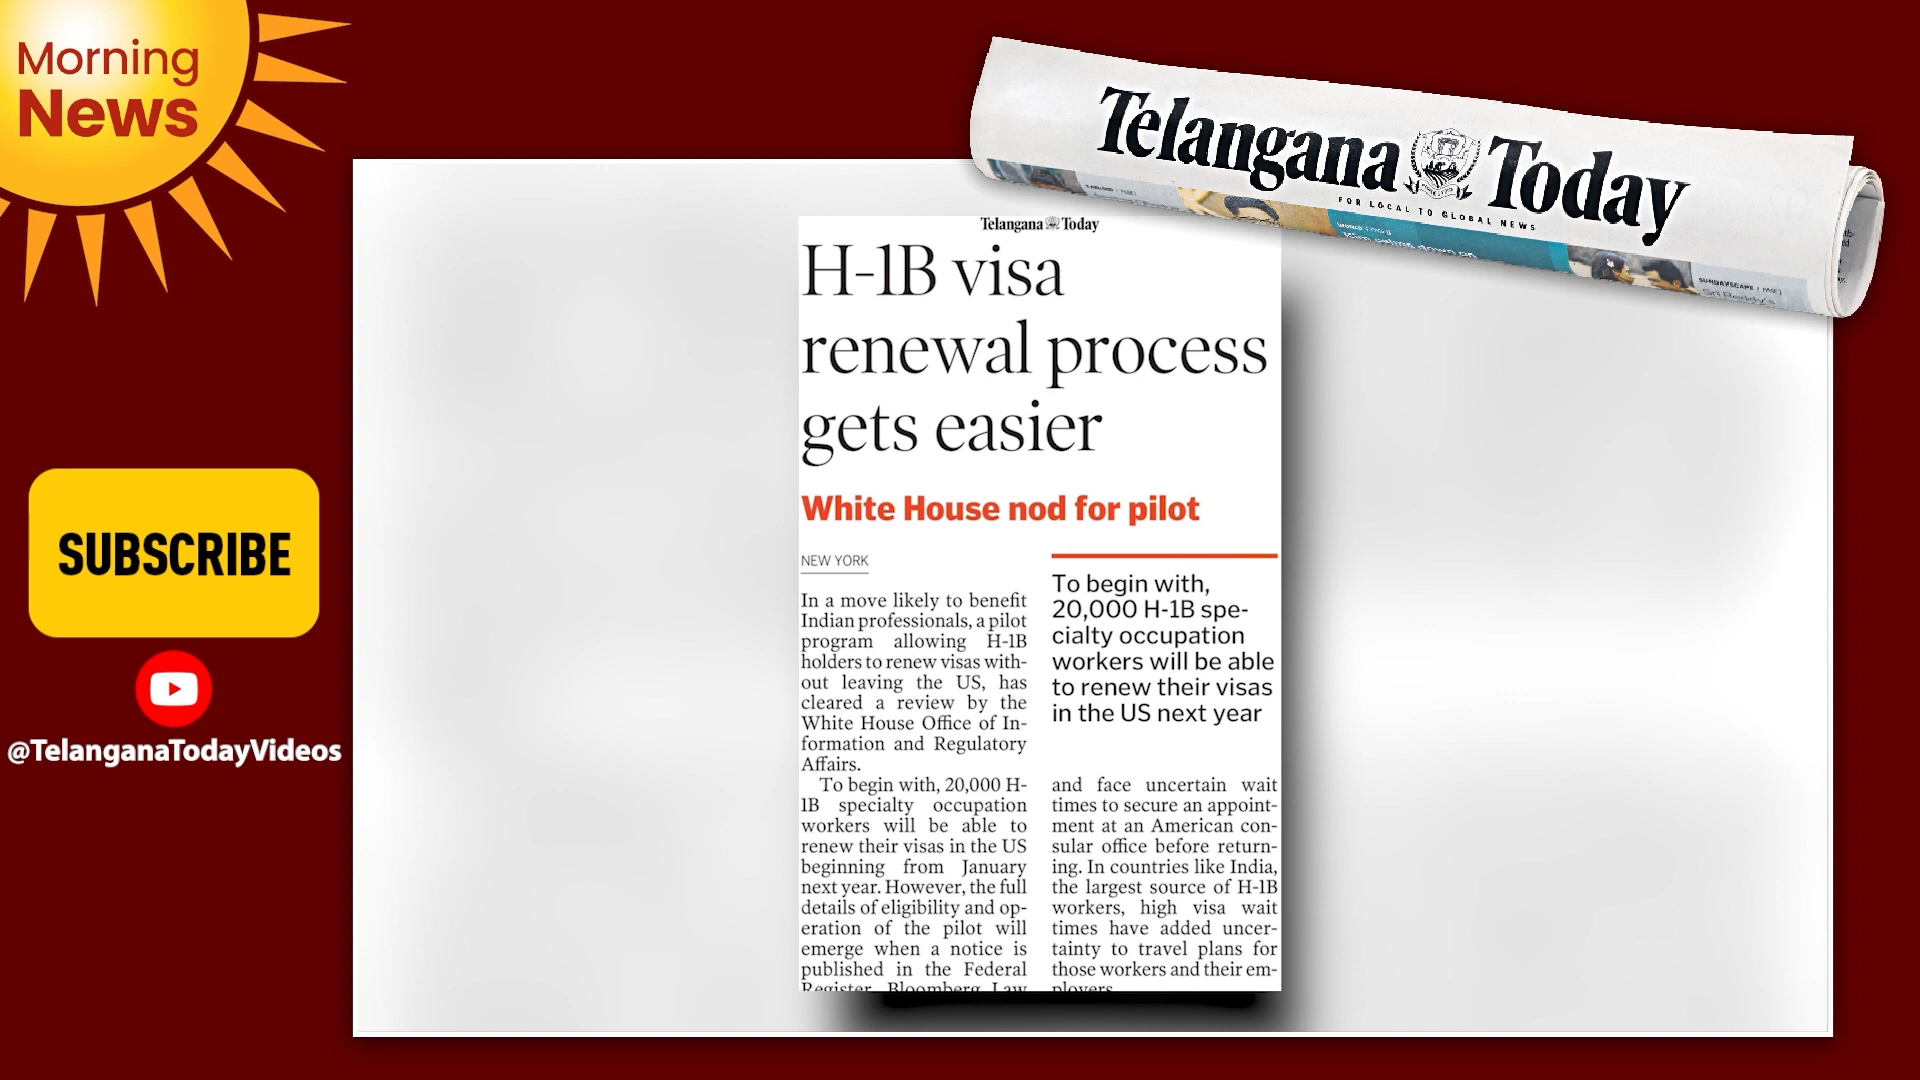 Morning
News
Telangana Today
FOR LOCAL TO GLOBAL NEWS
SUBSCRIBE
@TelanganaTodayVideos
Telangana Today
H-1B visa
renewal process
gets easier
White House nod for pilot
NEW YORK
In a move likely to benefit
Indian professionals, a pilot
program allowing H-1B
holders to renew visas with-
out leaving the US, has
cleared a review by the
White House Office of In-
formation and Regulatory
Affairs.
To begin with, 20,000 H-
1B specialty occupation
workers will be able to
renew their visas in the US
beginning from January
next year. However, the full
details of eligibility and op-
eration of the pilot will
emerge when a notice is
published in the Federal
Register, Bloomberg Law
To begin with,
20,000 H-1B spe-
cialty occupation
workers will be able
to renew their visas
in the US next year
and face uncertain wait
times to secure an appoint-
ment at an American con-
sular office before return-
ing. In countries like India,
the largest source of H-1B
workers, high visa wait
times have added uncer-
tainty to travel plans for
those workers and their em-
ployers.